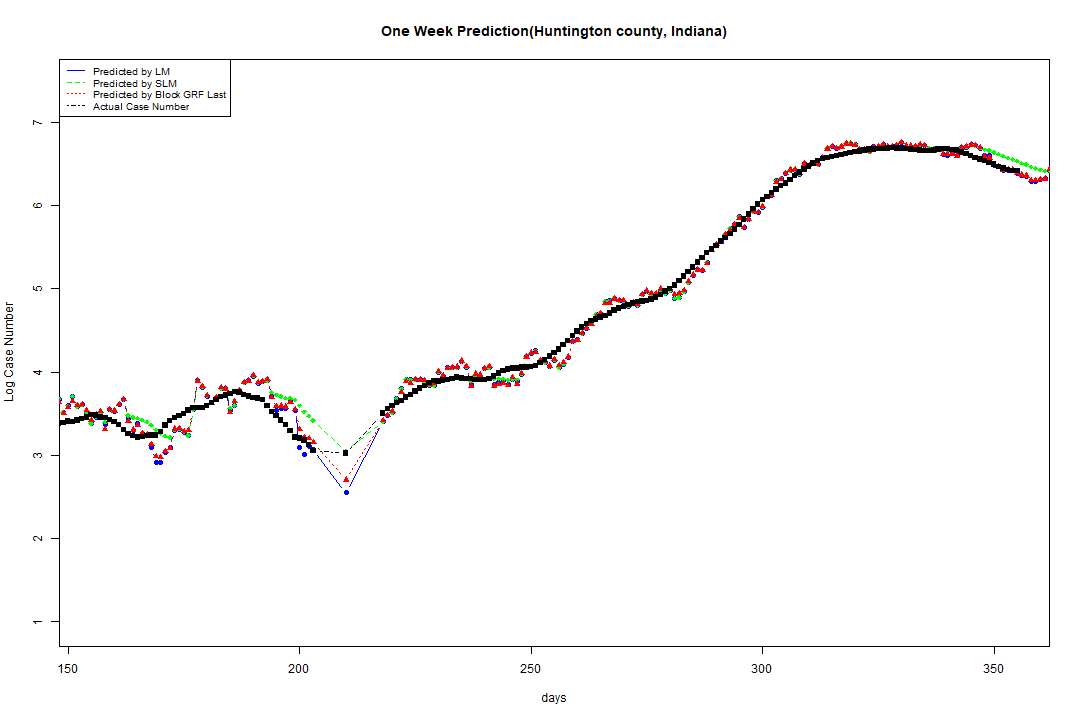 One Week Prediction(Huntington county, Indiana)
Predicted by LM
Predicted by SLM
Predicted by Block GRF Last
Actual Case Number
Log Case Number
7
6
5
4
3
2
1
150 200 250 300 350
days